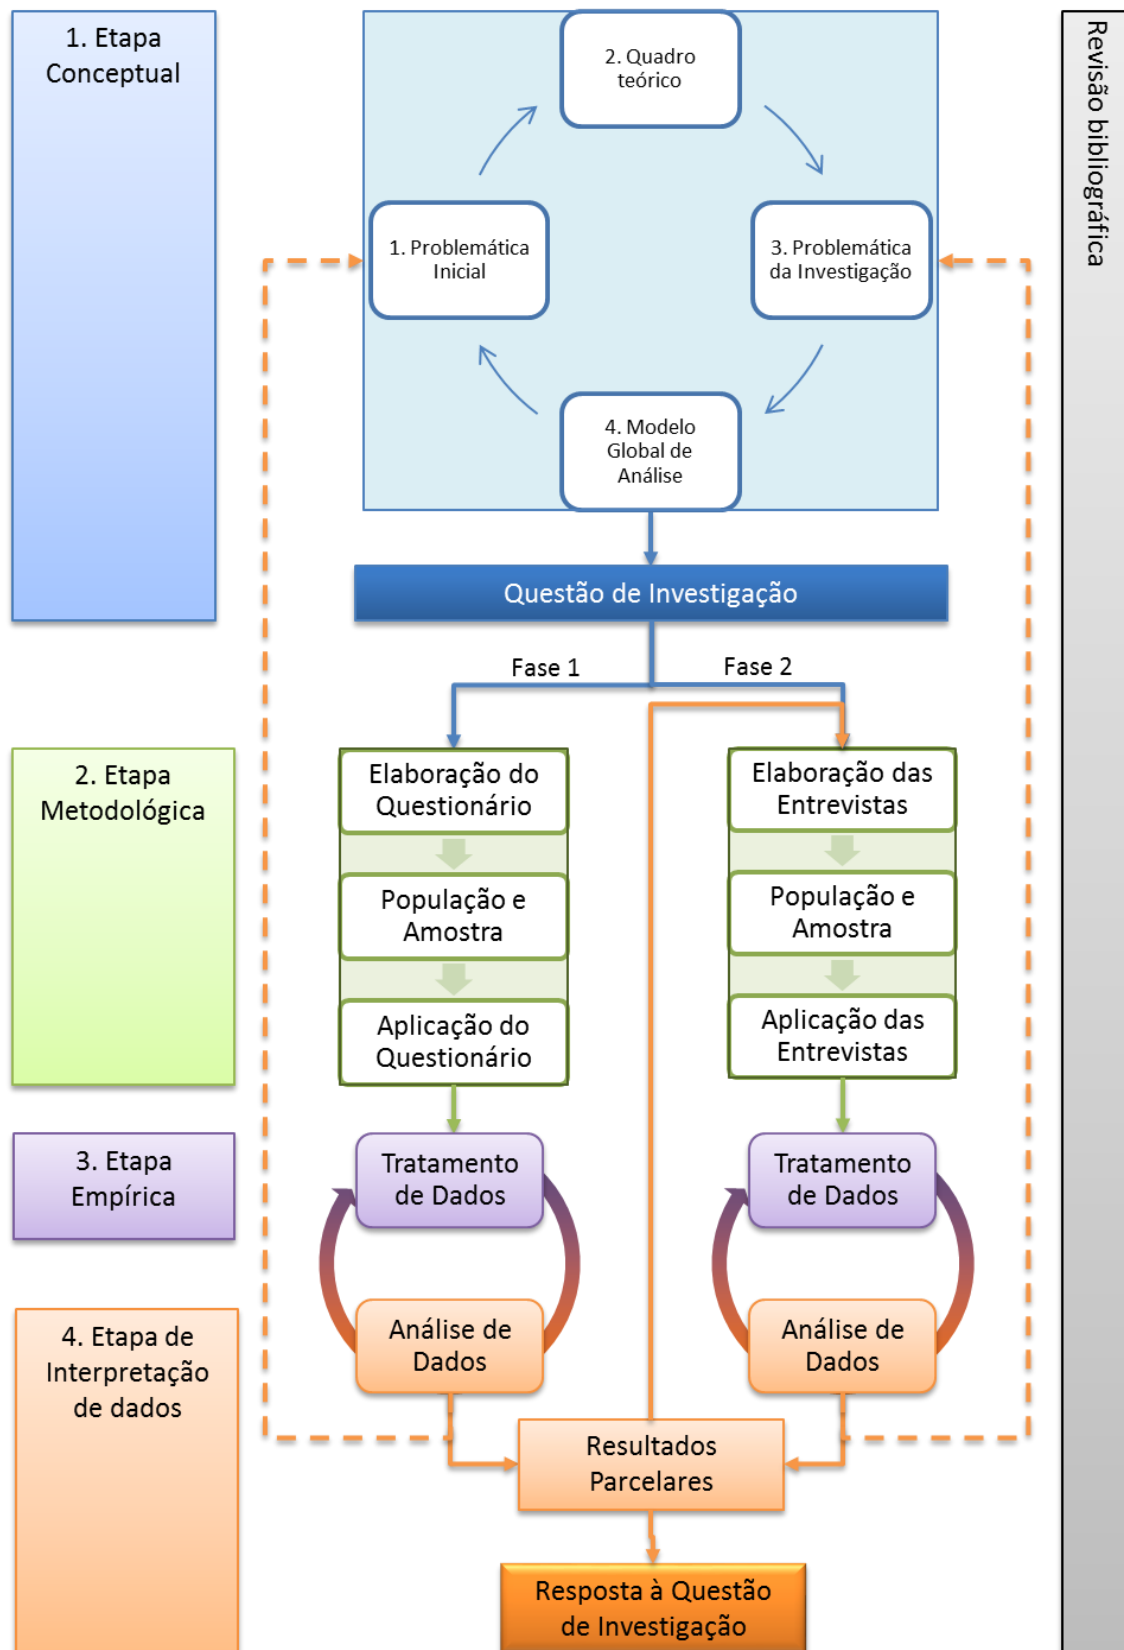 1. Etapa
Conceptual
2. Quadro
teórico
1. Problemática
Inicial
3. Problemática
da Investigação
4. Modelo
Global de
Análise
Revisão bibliográfica
Questão de Investigação
Fase 1
Fase 2
2. Etapa
Metodológica
Elaboração do
Questionário
População e
Amostra
Aplicação do
Questionário
Elaboração das
Entrevistas
População e
Amostra
Aplicação das
Entrevistas
3. Etapa
Empírica
Tratamento
de Dados
Tratamento
de Dados
4. Etapa de
Interpretação
de dados
Análise de
Dados
Análise de
Dados
Resultados
Parcelares
Resposta à Questão
de Investigação